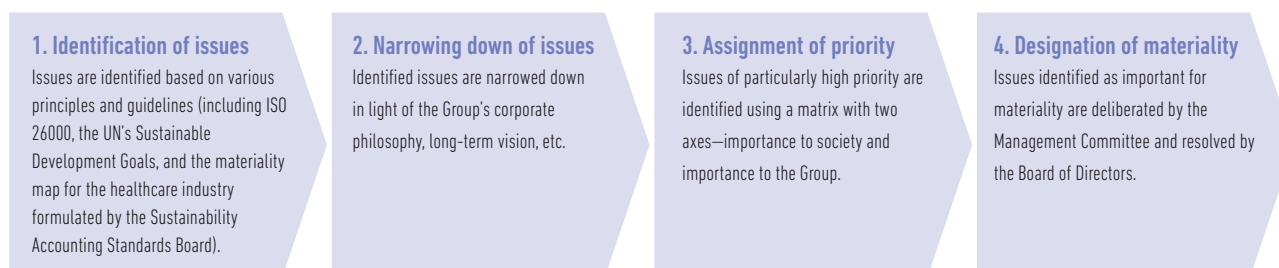 1. Identification of issues
Issues are identified based on various
principles and guidelines (including ISO
26000, the UN's Sustainable
Development Goals, and the materiality
map for the healthcare industry
formulated by the Sustainability
Accounting Standards Board).
2. Narrowing down of issues
Identified issues are narrowed down
in light of the Group's corporate
philosophy, long-term vision, etc.
3. Assignment of priority
Issues of particularly high priority are
identified using a matrix with two
axes—importance to society and
importance to the Group.
4. Designation of materiality
Issues identified as important for
materiality are deliberated by the
Management Committee and resolved by
the Board of Directors.